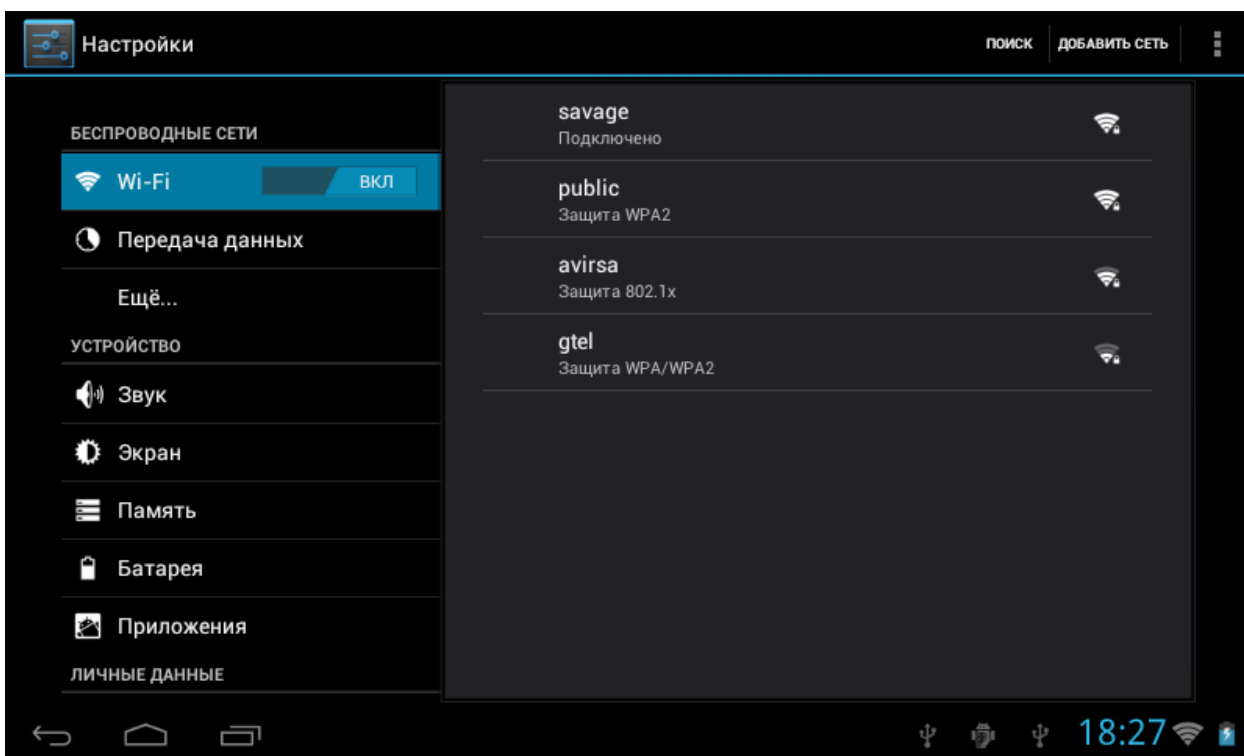 Настройки
ПОИСК
ДОБАВИТЬ СЕТЬ
БЕСПРОВОДНЫЕ СЕТИ
Wi-Fi
ВКЛ
Передача данных
Ещё...
УСТРОЙСТВО
Звук
Экран
Память
Батарея
Приложения
ЛИЧНЫЕ ДАННЫЕ
savage
Подключено
public
Защита WPA2
avirsa
Защита 802.1x
gtel
Защита WPA/WPA2
18:27